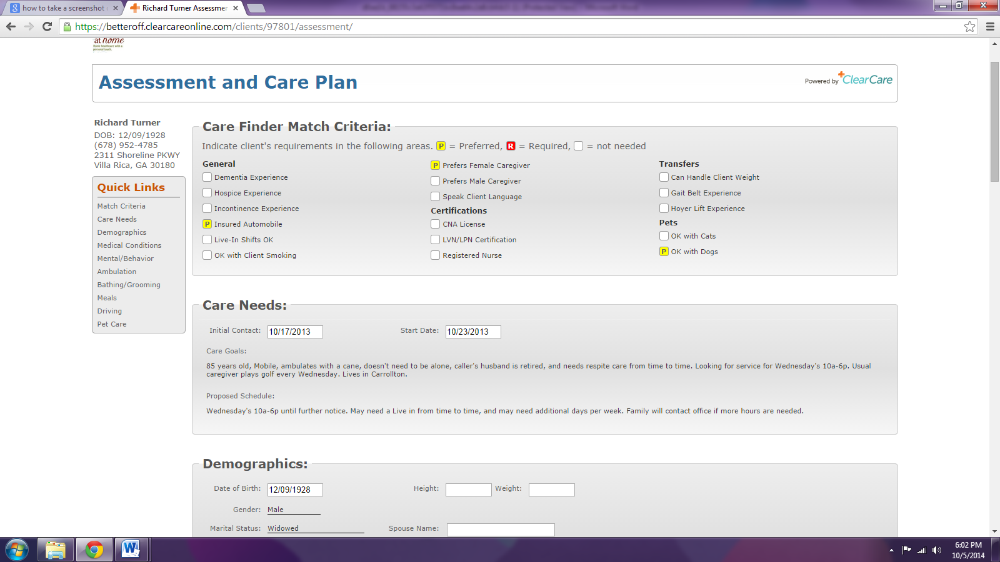 how to take a screenshot
Richard Turner Assessmen
https://betteroff.clearcareonline.com/clients/97801/assessment/
at home
Home healthcare with a
personal touch.
Assessment and Care Plan
Powered by ClearCare
Richard Turner
DOB: 12/09/1928
(678) 952-4785
2311 Shoreline PKWY
Villa Rica, GA 30180
Quick Links
Match Criteria
Care Needs
Demographics
Medical Conditions
Mental/Behavior
Ambulation
Bathing/Grooming
Meals
Driving
Pet Care
Care Finder Match Criteria:
Indicate client's requirements in the following areas. P = Preferred, R = Required, = not needed
General
Dementia Experience
Hospice Experience
Incontinence Experience
P Insured Automobile
Live-In Shifts OK
OK with Client Smoking
P Prefers Female Caregiver
Prefers Male Caregiver
Speak Client Language
Certifications
CNA License
LVN/LPN Certification
Registered Nurse
Transfers
Can Handle Client Weight
Gait Belt Experience
Hoyer Lift Experience
Pets
OK with Cats
P OK with Dogs
Care Needs:
Initial Contact: 10/17/2013 Start Date: 10/23/2013
Care Goals:
85 years old, Mobile, ambulates with a cane, doesn't need to be alone, caller's husband is retired, and needs respite care from time to time. Looking for service for Wednesday's 10a-6p. Usual
caregiver plays golf every Wednesday. Lives in Carrollton.
Proposed Schedule:
Wednesday's 10a-6p until further notice. May need a Live in from time to time, and may need additional days per week. Family will contact office if more hours are needed.
Demographics:
Date of Birth: 12/09/1928 Height: Weight:
Gender: Male
Marital Status: Widowed Spouse Name:
6:02 PM
10/5/2014